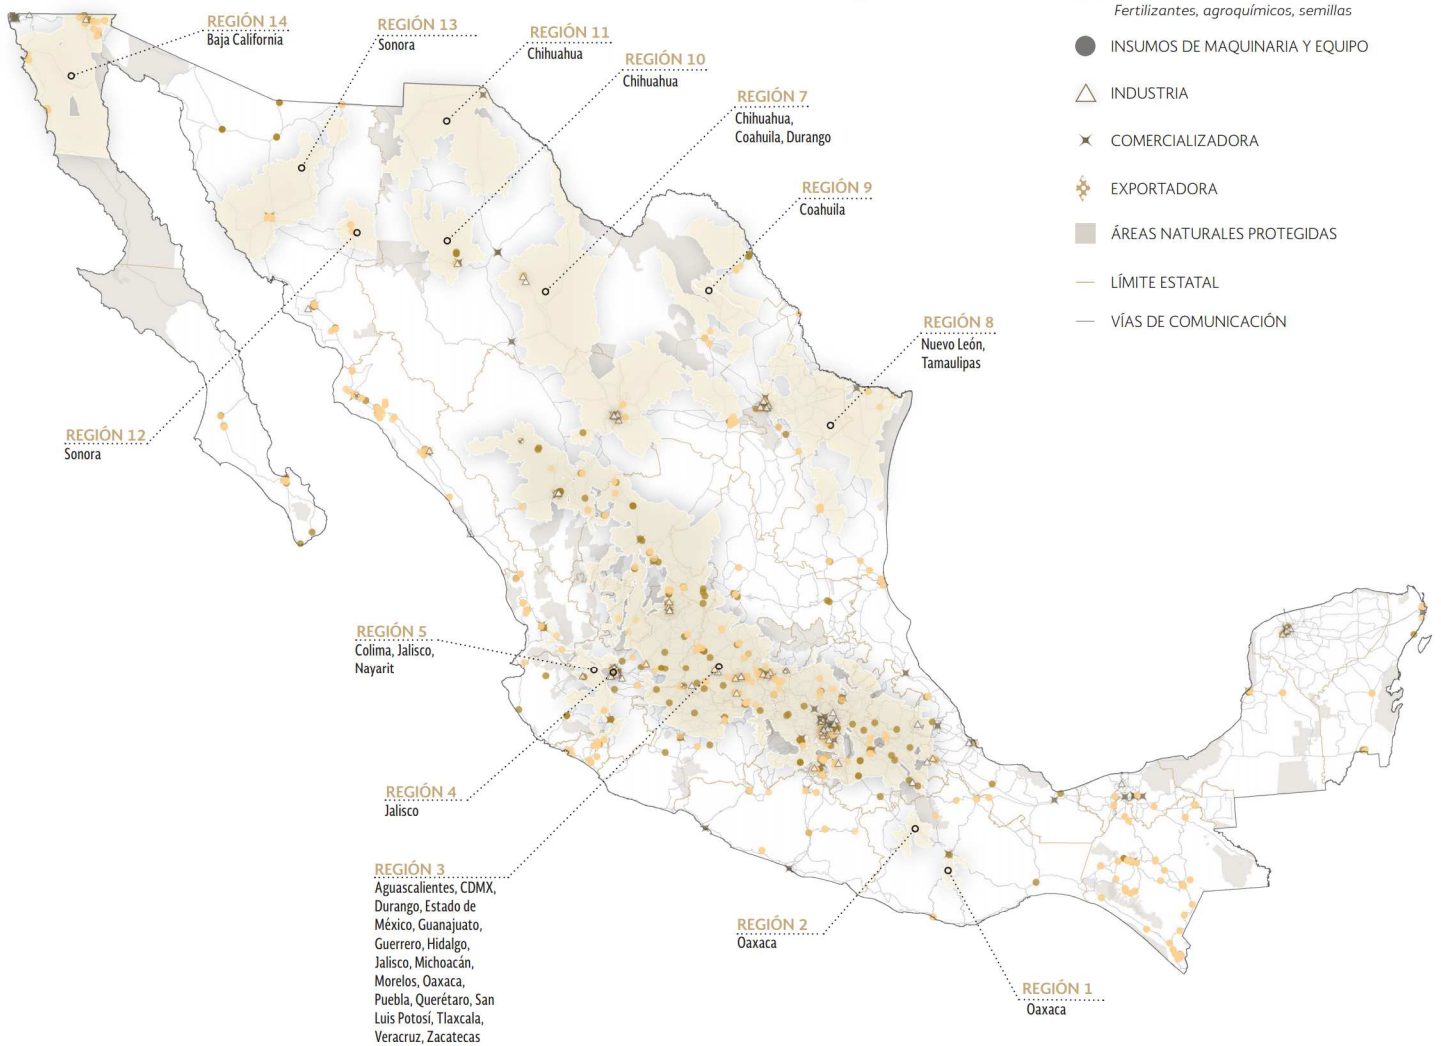 Fertilizantes, agroquímicos, semillas
INSUMOS DE MAQUINARIA Y EQUIPO
INDUSTRIA
COMERCIALIZADORA
EXPORTADORA
ÁREAS NATURALES PROTEGIDAS
LÍMITE ESTATAL
VÍAS DE COMUNICACIÓN
REGIÓN 14
Baja California
REGIÓN 13
Sonora
REGIÓN 11
Chihuahua
REGIÓN 10
Chihuahua
REGIÓN 7
Chihuahua,
Coahuila, Durango
REGIÓN 9
Coahuila
REGIÓN 8
Nuevo León,
Tamaulipas
REGIÓN 12
Sonora
REGIÓN 5
Colima, Jalisco,
Nayarit
REGIÓN 4
Jalisco
REGIÓN 3
Aguascalientes, CDMX,
Durango, Estado de
México, Guanajuato,
Guerrero, Hidalgo,
Jalisco, Michoacán,
Morelos, Oaxaca,
Puebla, Querétaro, San
Luis Potosí, Tlaxcala,
Veracruz, Zacatecas
REGIÓN 2
Oaxaca
REGIÓN 1
Oaxaca